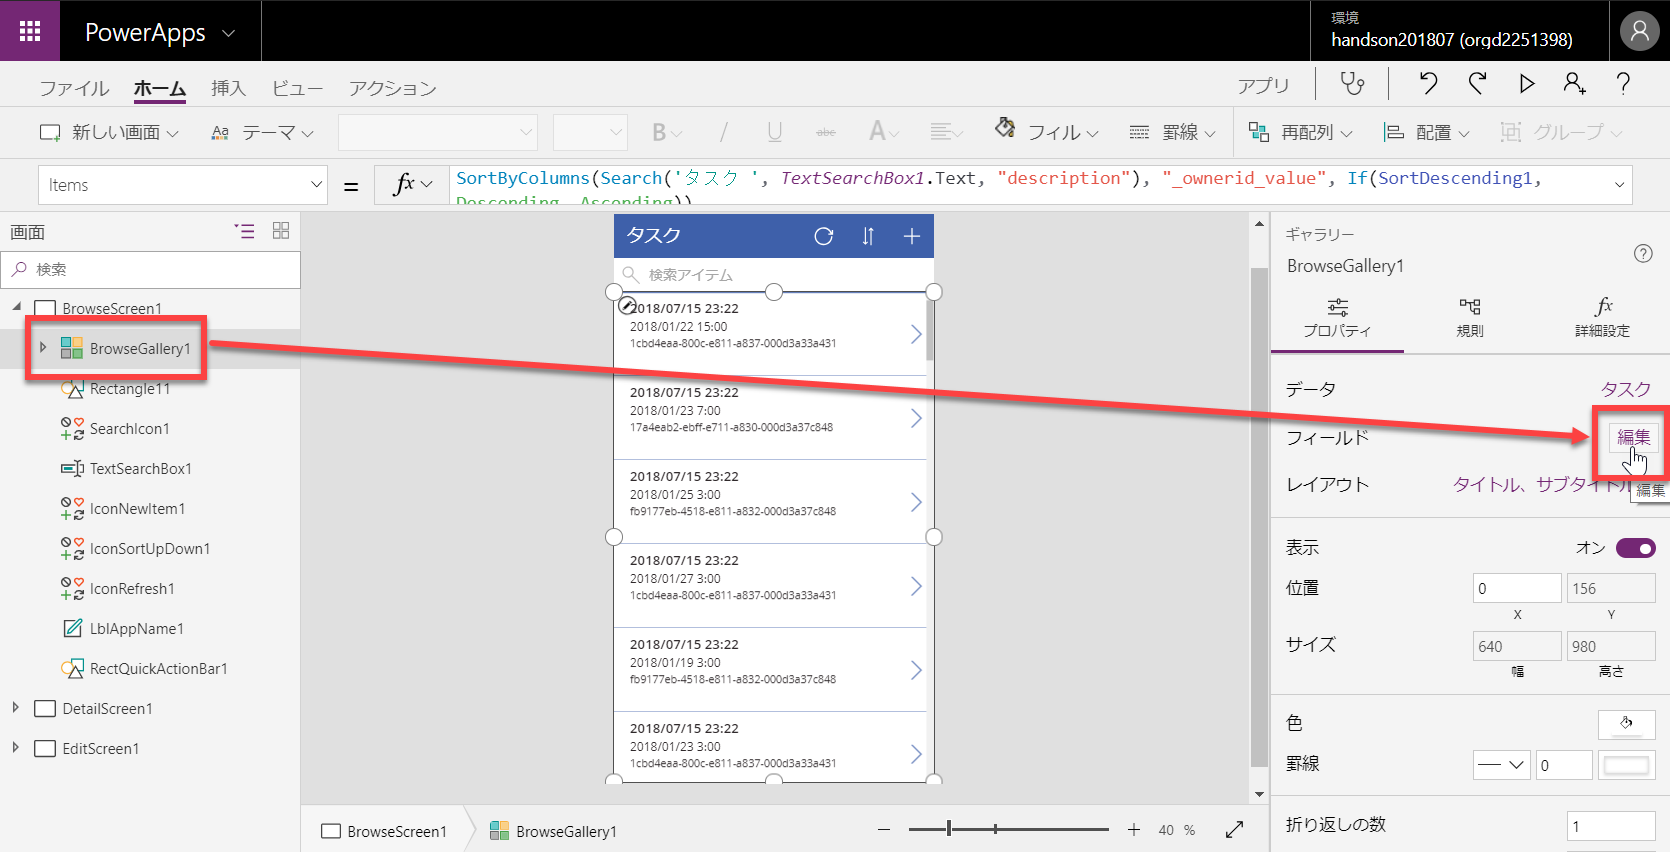 PowerApps
環境
handson201807 (orgd2251398)
ファイル ホーム 挿入 ビュー アクション
アプリ
新しい画面 Aa テーマ B / U abc A フィル 罫線 再配列 配置 グループ
Items = fx SortByColumns(Search('タスク ', TextSearchBox1.Text, "description"), "_ownerid_value", If(SortDescending1,
Descending, Ascending))
画面
検索
BrowseScreen1
BrowseGallery1
Rectangle11
SearchIcon1
TextSearchBox1
IconNewItem1
IconSortUpDown1
IconRefresh1
LblAppName1
RectQuickActionBar1
DetailScreen1
EditScreen1
タスク
検索アイテム
2018/07/15 23:22
2018/01/22 15:00
1cbd4eaa-800c-e811-a837-000d3a33a431
2018/07/15 23:22
2018/01/23 7:00
17a4eab2-ebff-e711-a830-000d3a37c848
2018/07/15 23:22
2018/01/25 3:00
fb9177eb-4518-e811-a832-000d3a37c848
2018/07/15 23:22
2018/01/27 3:00
1cbd4eaa-800c-e811-a837-000d3a33a431
2018/07/15 23:22
2018/01/19 3:00
fb9177eb-4518-e811-a832-000d3a37c848
2018/07/15 23:22
2018/01/23 3:00
1cbd4eaa-800c-e811-a837-000d3a33a431
BrowseScreen1 BrowseGallery1
40 %
ギャラリー
BrowseGallery1
プロパティ 規則 fx 詳細設定
データ タスク
フィールド 編集
レイアウト タイトル、サブタイトル
編集
表示 オン
位置 0 156
X Y
サイズ 640 980
幅 高さ
色
罫線 0
折り返しの数 1